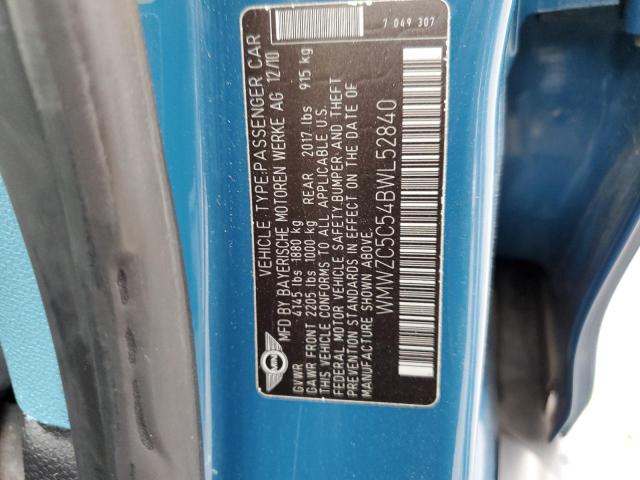 7 049 307
VEHICLE TYPE:PASSENGER CAR
MFD BY BAYERISCHE MOTOREN WERKE AG 12/10
GVWR 4145 lbs 1880 kg
GAWR FRONT 2205 lbs 1000 kg REAR 2017 lbs 915 kg
THIS VEHICLE CONFORMS TO ALL APPLICABLE U.S.
FEDERAL MOTOR VEHICLE SAFETY,BUMPER AND THEFT
PREVENTION STANDARDS IN EFFECT ON THE DATE OF
MANUFACTURE SHOWN ABOVE.
WMWZC5C54BWL52840
MINI